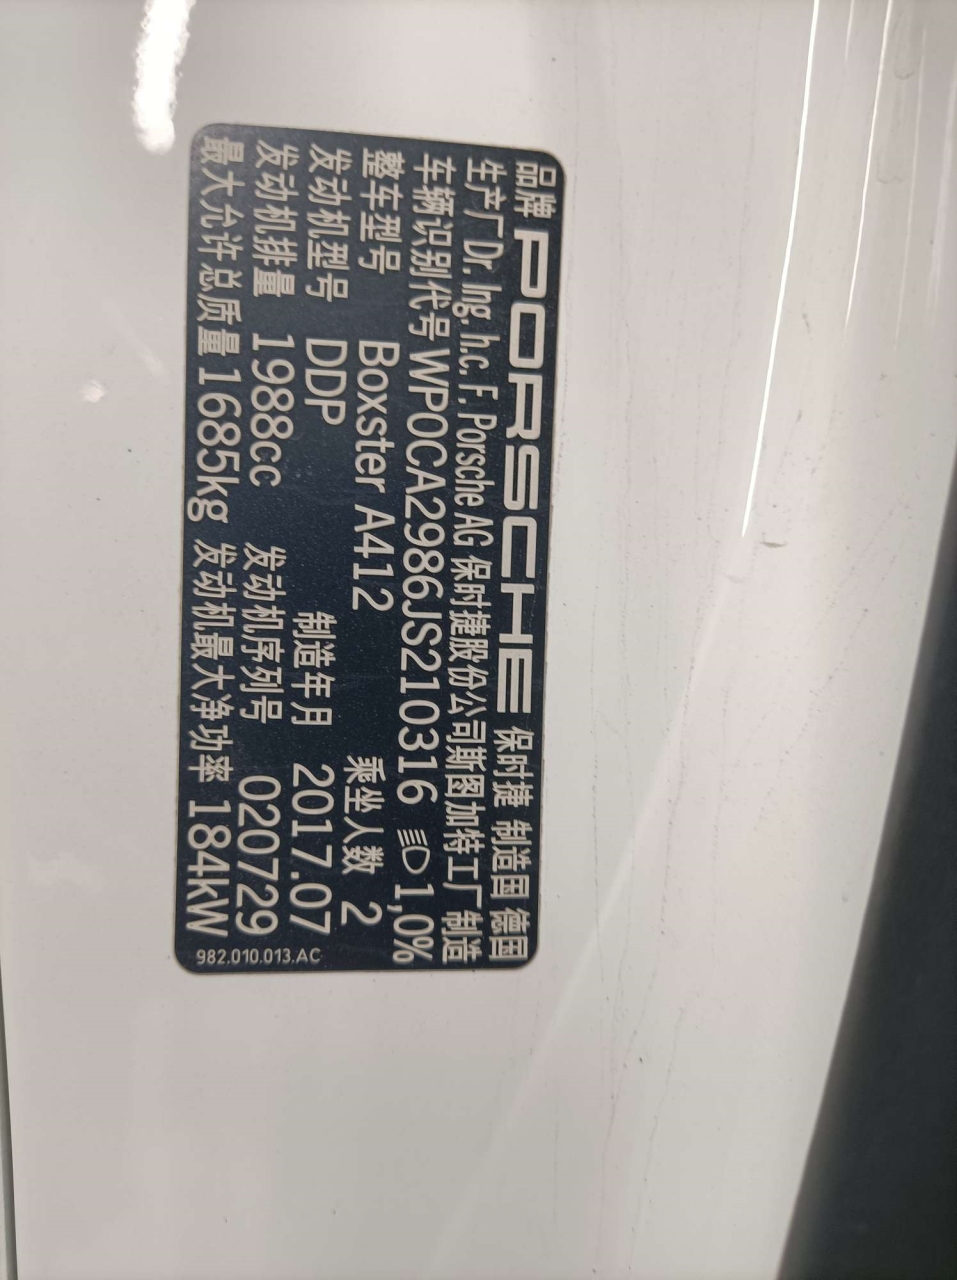 品牌 PORSCHE 保时捷 制造国 德国
生产厂Dr. Ing. h.c. F. Porsche AG 保时捷股份公司斯图加特工厂制造
车辆识别代号 WP0CA2986JS210316 1,0%
整车型号 Boxster A412 乘坐人数 2
发动机型号 DDP 制造年月 2017.07
发动机排量 1988cc 发动机序列号 020729
最大允许总质量 1685kg 发动机最大净功率 184kW
982.010.013.AC